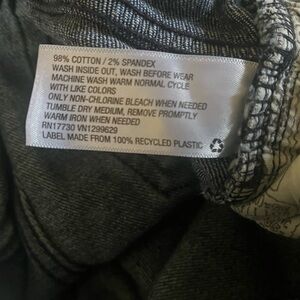 98% COTTON / 2% SPANDEX
WASH INSIDE OUT, WASH BEFORE WEAR
MACHINE WASH WARM NORMAL CYCLE
WITH LIKE COLORS
ONLY NON-CHLORINE BLEACH WHEN NEEDED
TUMBLE DRY MEDIUM, REMOVE PROMPTLY
WARM IRON WHEN NEEDED
RN17730 VN1299629
LABEL MADE FROM 100% RECYCLED PLASTIC